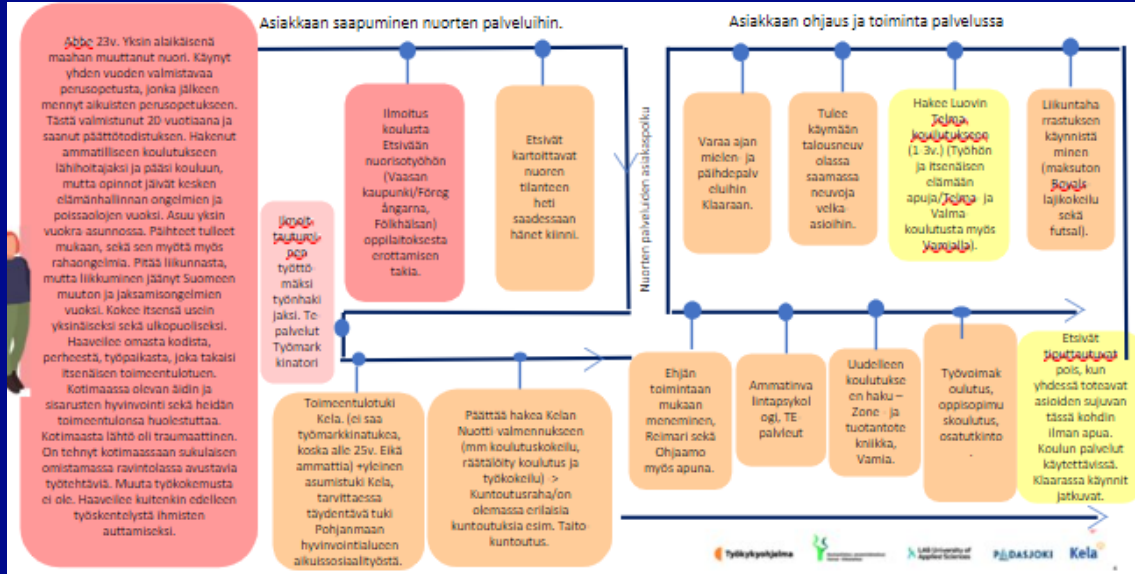 Asiakkaan saapuminen nuorten palveluihin.
Asiakkaan ohjaus ja toiminta palvelussa
Abbe 23v. Yksin alaikäisenä
maahan muuttanut nuori. Käynyt
yhden vuoden valmistavaa
perusopetusta, jonka jälkeen
mennyt aikuisten perusopetukseen.
Tästä valmistunut 20-vuotiaana ja
saanut päättötodistuksen. Hakenut
ammatilliseen koulutukseen
lähihoitajaksi ja pääsi kouluun,
mutta opinnot jäivät kesken
elämänhallinnan ongelmien ja
poissaolojen vuoksi. Asuu yksin
vuokra-asunnossa. Päihteet tulleet
mukaan, sekä sen myötä myös
rahaongelmia. Pitää liikunnasta,
mutta liikkuminen jäänyt Suomeen
muuton ja jaksamisongelmien
vuoksi. Kokee itsensä usein
yksinäiseksi sekä ulkopuoliseksi.
Haaveilee omasta kodista,
perheestä, työpaikasta, joka takaisi
itsenäisen toimeentulotuen.
Kotimaassa olevan äidin ja
sisarusten hyvinvointi sekä heidän
toimeentulonsa huolestuttaa.
Kotimaasta lähtö oli traumaattinen.
On tehnyt kotimaassaan sukulaisen
omistamassa ravintolassa avustavia
työtehtäviä. Muuta työkokemusta
ei ole. Haaveilee kuitenkin edelleen
työskentelystä ihmisten
auttamiseksi.
Ilmoit
tautumi-
nen
työttö-
mäksi
työnhaki
jaksi. Te-
palvelut
Työmark
kinatori
Ilmoitus
koulusta
Etsivään
nuorisotyöhön
(Vaasan
kaupunki/Föreg
ångarna,
Folkhälsan)
oppilaitoksesta
erottamisen
takia.
Etsivät
kartoittavat
nuoren
tilanteen
heti
saadessaan
hänet kiinni.
Toimeentulotuki
Kela. (ei saa
työmarkkinatukea,
koska alle 25v. Eikä
ammattia) +yleinen
asumistuki Kela,
tarvittaessa
täydentävä tuki
Pohjanmaan
hyvinvointialueen
aikuissosiaalityöstä.
Päättää hakea Kelan
Nuotti-valmennukseen
(mm koulutuskokeilu,
räätälöity koulutus ja
työkokeilu) ->
Kuntoutusraha/on
olemassa erilaisia
kuntoutuksia esim. Taito-
kuntoutus.
Nuorten palveluiden asiakaspolku
Varaa ajan
mielen- ja
päihdepalv
eluihin
Klaaraan.
Tulee
käymään
talousneuv
olassa
saamassa
neuvoja
velka-
asioihin.
Hakee Luovin
Telma-
koulutukseen
(1-3v.) (Työhön
ja itsenäisen
elämään
apuja/Telma- ja
Valma-
koulutusta myös
Vamialla).
Liikuntaha
rrastuksen
käynnistä
minen
(maksuton
Bovals
lajikokeilu
sekä
futsal).
Ehjän
toimintaan
mukaan
meneminen,
Reimari sekä
Ohjaamo
myös apuna.
Ammatinva
lintapsykol
ogi, TE-
palvleut
Uudelleen
koulutukse
en haku –
Zone - ja
tuotantote
kniikka,
Vamia.
Työvoimak
oulutus,
oppisopimu
skoulutus,
osatutkinto
.
Etsivät
tiputtautuvat
pois, kun
yhdessä toteavat
asioiden sujuvan
tässä kohdin
ilman apua.
Koulun palvelut
käytettävissä.
Klaarassa käynnit
jatkuvat.
Työkykyohjelma
LAB University of
Applied Sciences
PADASJOKI
Kela